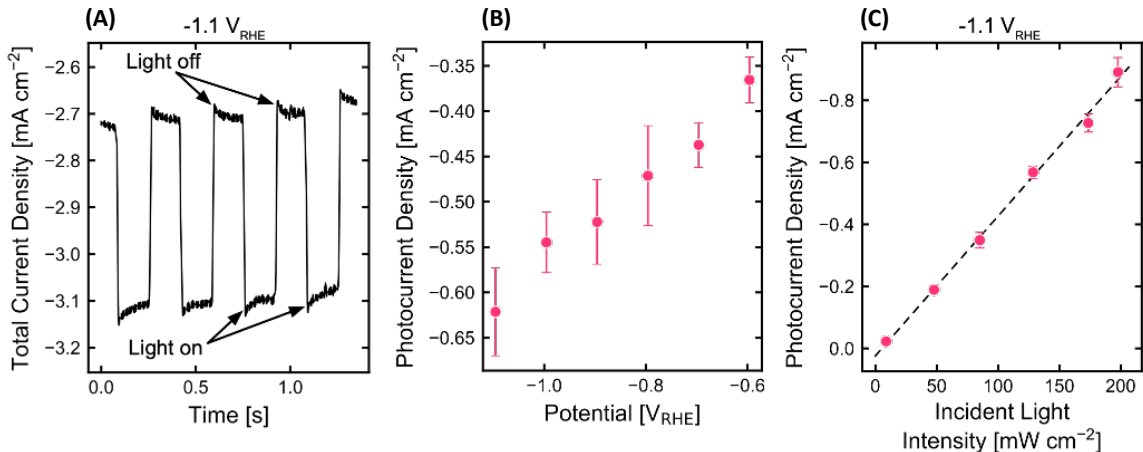 (A)
-1.1 V_RHE
Total Current Density [mA cm⁻²]
−2.6
−2.7
−2.8
−2.9
−3.0
−3.1
−3.2
Light off
Light on
0.0
0.5
1.0
Time [s]
(B)
Photocurrent Density [mA cm⁻²]
−0.35
−0.40
−0.45
−0.50
−0.55
−0.60
−0.65
−1.0
−0.8
−0.6
Potential [V_RHE]
(C)
-1.1 V_RHE
Photocurrent Density [mA cm⁻²]
−0.8
−0.6
−0.4
−0.2
0.0
0
50
100
150
200
Incident Light
Intensity [mW cm⁻²]